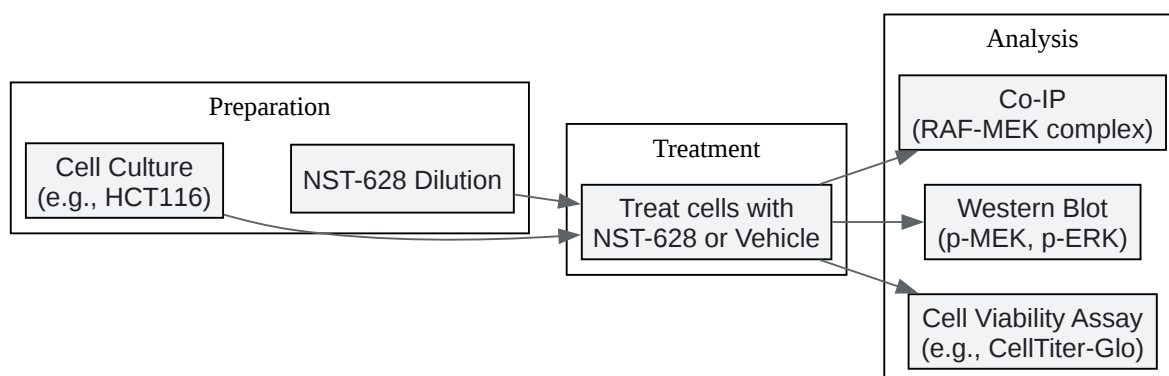 Preparation
Cell Culture
(e.g., HCT116)
NST-628 Dilution
Treatment
Treat cells with
NST-628 or Vehicle
Analysis
Co-IP
(RAF-MEK complex)
Western Blot
(p-MEK, p-ERK)
Cell Viability Assay
(e.g., CellTiter-Glo)